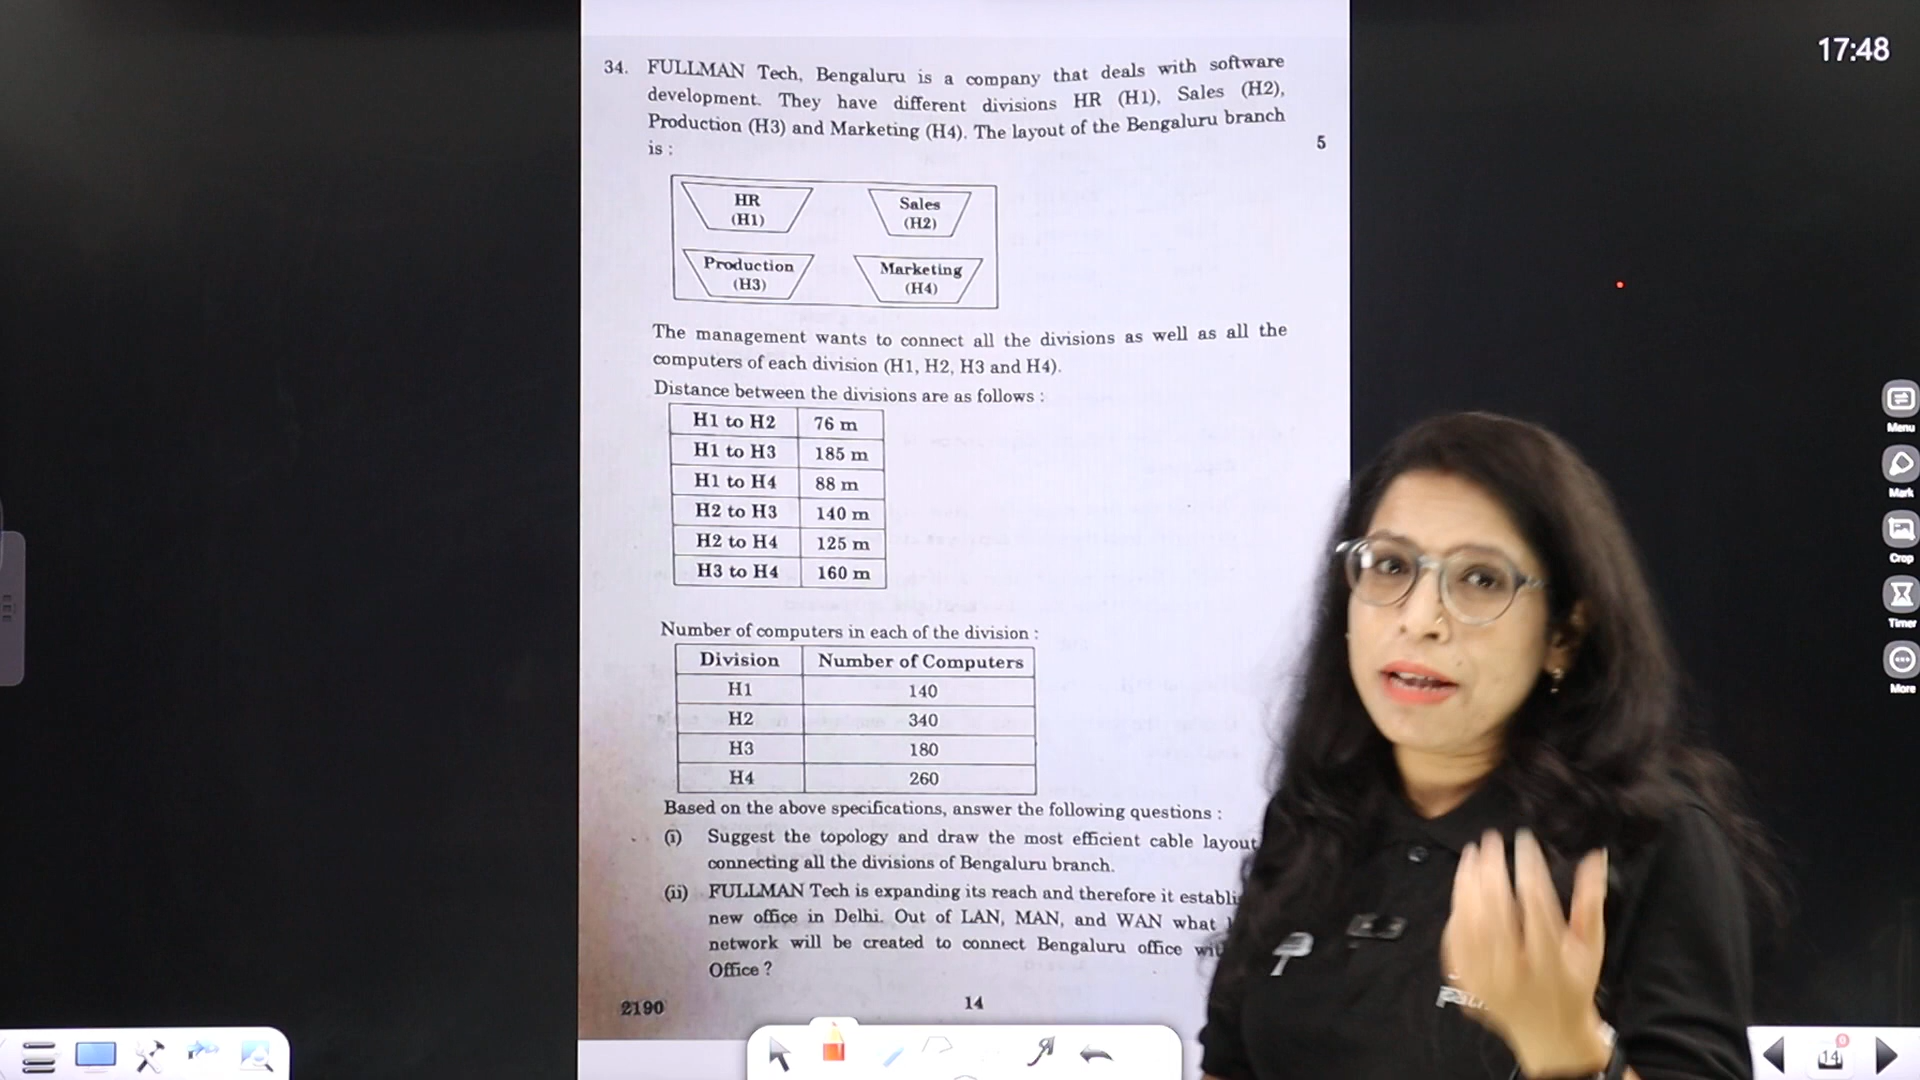 17:48
34. FULLMAN Tech, Bengaluru is a company that deals with software
development. They have different divisions HR (H1), Sales (H2),
Production (H3) and Marketing (H4). The layout of the Bengaluru branch
is :
5
HR
(H1)
Sales
(H2)
Production
(H3)
Marketing
(H4)
The management wants to connect all the divisions as well as all the
computers of each division (H1, H2, H3 and H4).
Distance between the divisions are as follows :
H1 to H2 76 m
H1 to H3 185 m
H1 to H4 88 m
H2 to H3 140 m
H2 to H4 125 m
H3 to H4 160 m
Number of computers in each of the division :
Division Number of Computers
H1 140
H2 340
H3 180
H4 260
Based on the above specifications, answer the following questions :
(i) Suggest the topology and draw the most efficient cable layout
connecting all the divisions of Bengaluru branch.
(ii) FULLMAN Tech is expanding its reach and therefore it establi
new office in Delhi. Out of LAN, MAN, and WAN what
network will be created to connect Bengaluru office wit
Office ?
2190
14
Menu
Mark
Crop
Timer
More
14